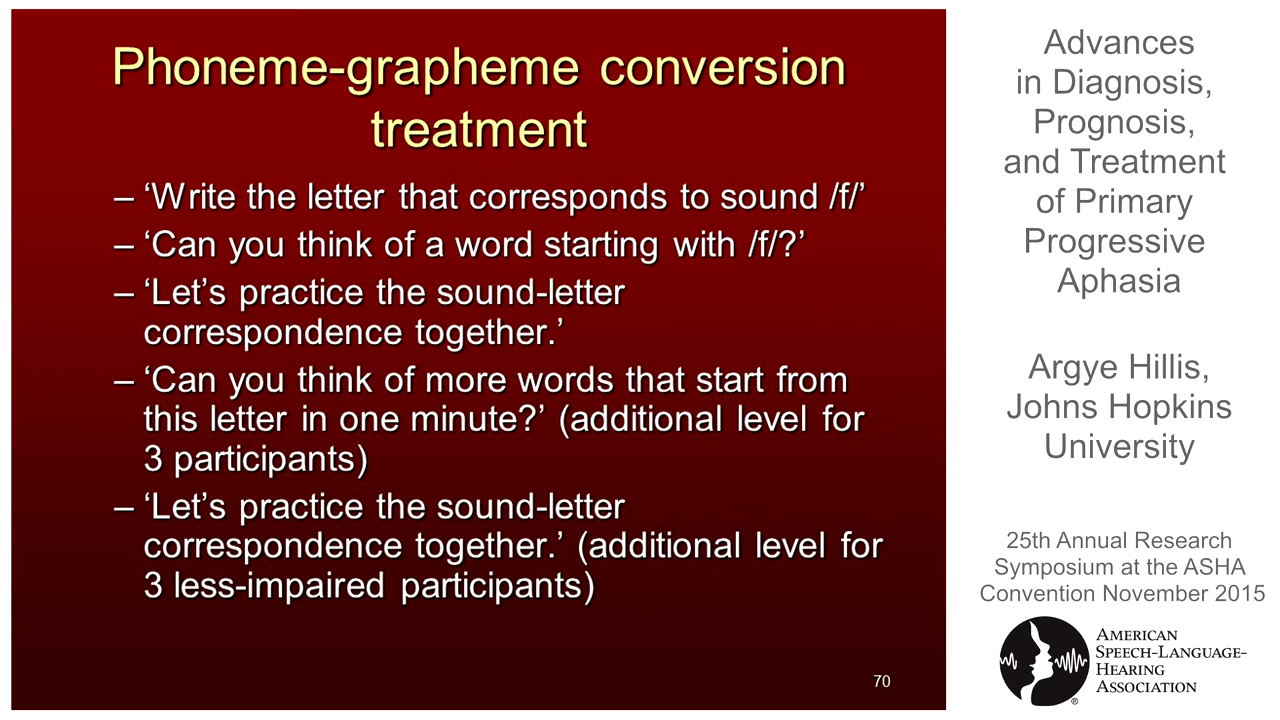 Phoneme-grapheme conversion
treatment
– ‘Write the letter that corresponds to sound /f/’
– ‘Can you think of a word starting with /f/?’
– ‘Let’s practice the sound-letter
correspondence together.’
– ‘Can you think of more words that start from
this letter in one minute?’ (additional level for
3 participants)
– ‘Let’s practice the sound-letter
correspondence together.’ (additional level for
3 less-impaired participants)
70
Advances
in Diagnosis,
Prognosis,
and Treatment
of Primary
Progressive
Aphasia
Argye Hillis,
Johns Hopkins
University
25th Annual Research
Symposium at the ASHA
Convention November 2015
American
Speech-Language-
Hearing
Association
®